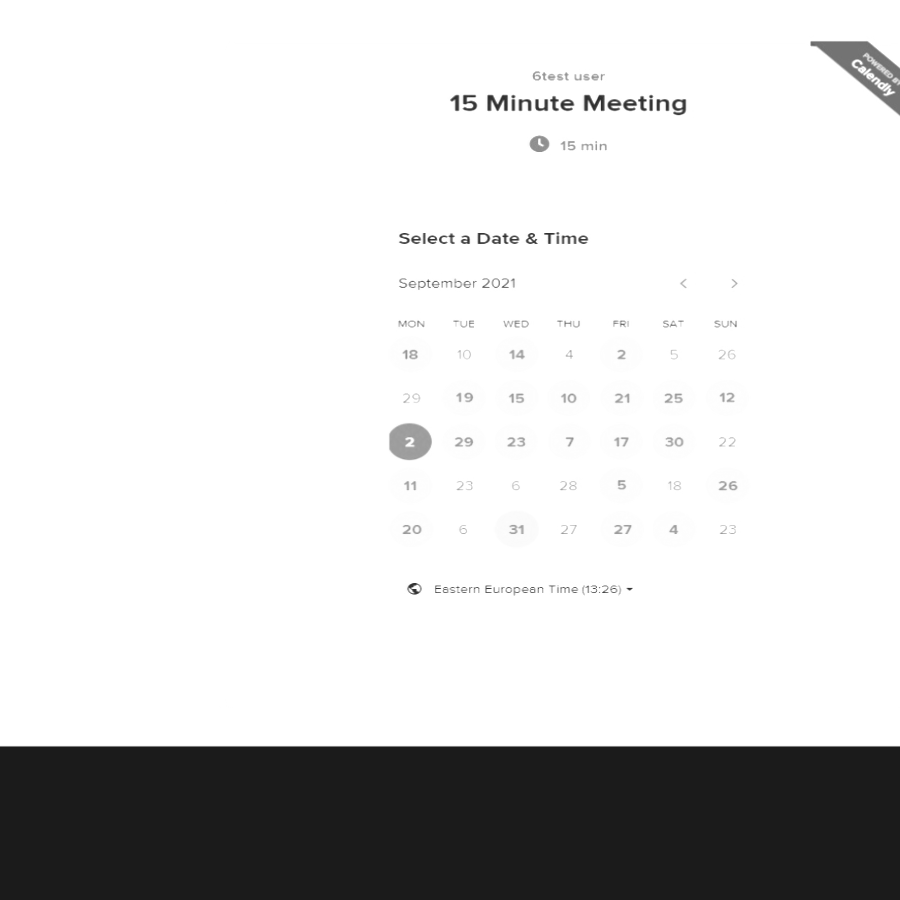 POWERED BY
Calendly
6test user
15 Minute Meeting
15 min
Select a Date & Time
September 2021
MON TUE WED THU FRI SAT SUN
18 10 14 4 2 5 26
29 19 15 10 21 25 12
2 29 23 7 17 30 22
11 23 6 28 5 18 26
20 6 31 27 27 4 23
Eastern European Time (13:26)